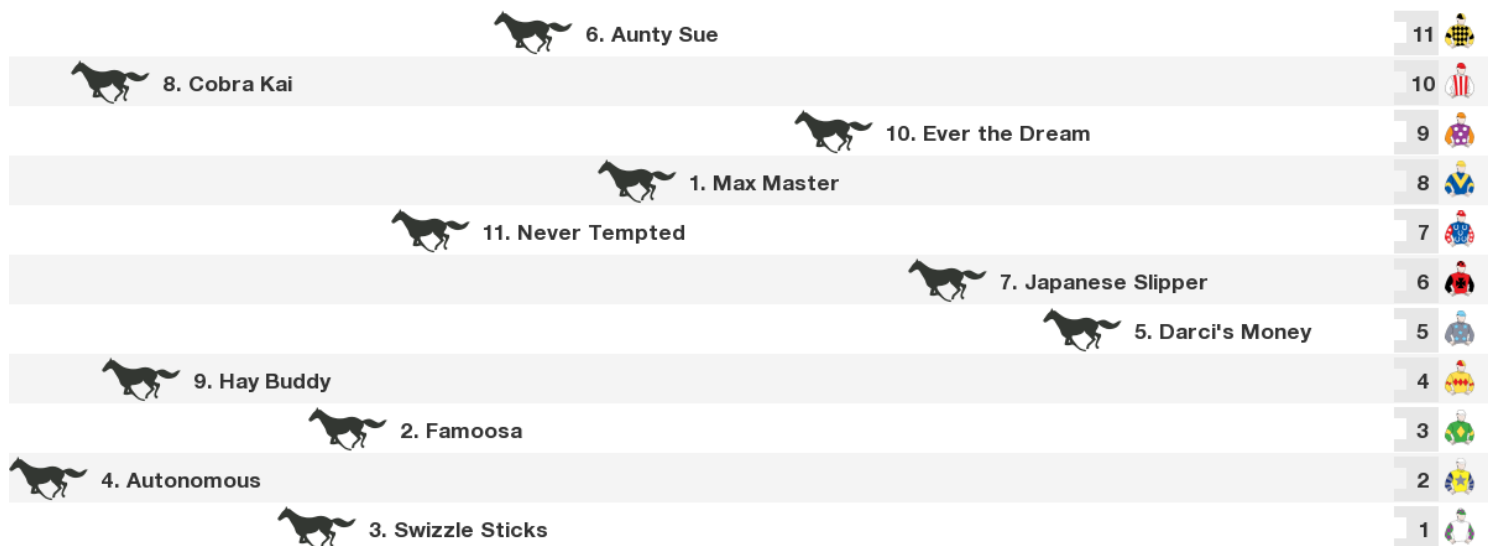 6. Aunty Sue 11
8. Cobra Kai 10
10. Ever the Dream 9
1. Max Master 8
11. Never Tempted 7
7. Japanese Slipper 6
5. Darci's Money 5
9. Hay Buddy 4
2. Famoosa 3
4. Autonomous 2
3. Swizzle Sticks 1